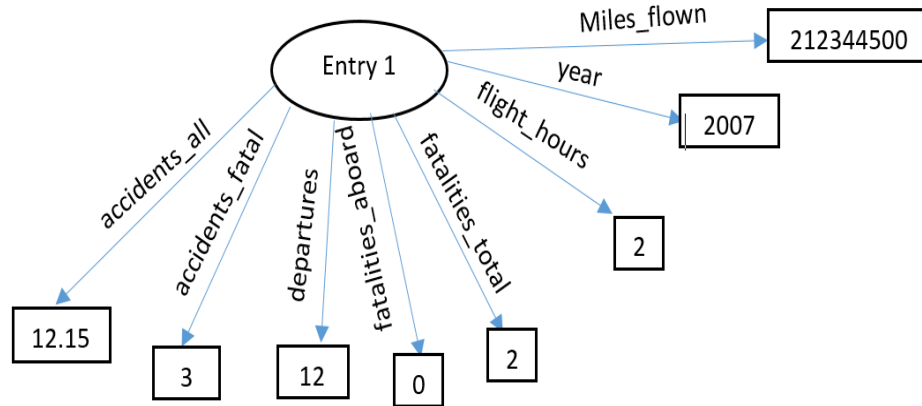 Miles_flown
212344500
Entry 1
year
2007
flight_hours
accidents_all
accidents_fatal
departures
fatalities_aboard
fatalities_total
2
12.15
3
12
0
2